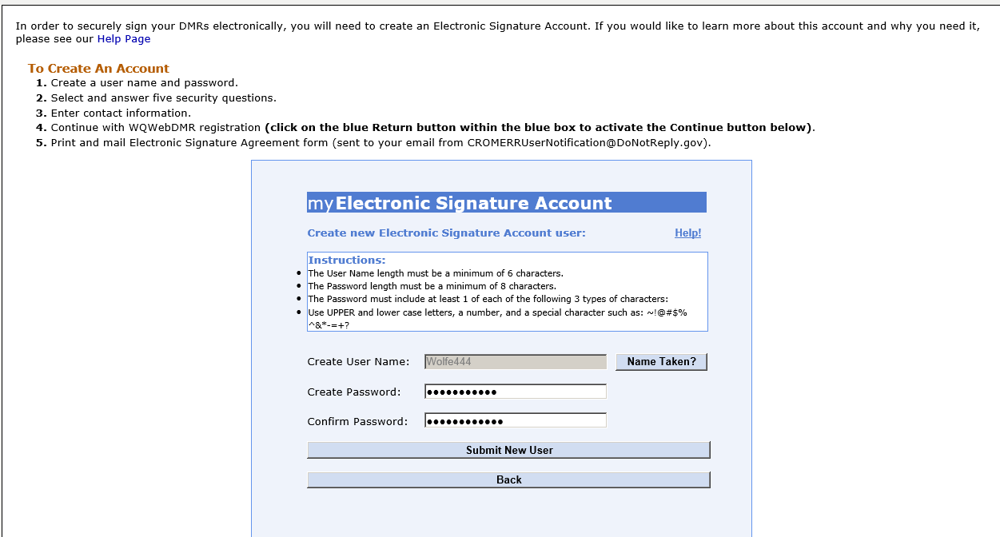 In order to securely sign your DMRs electronically, you will need to create an Electronic Signature Account. If you would like to learn more about this account and why you need it,
please see our Help Page
To Create An Account
1. Create a user name and password.
2. Select and answer five security questions.
3. Enter contact information.
4. Continue with WQWebDMR registration (click on the blue Return button within the blue box to activate the Continue button below).
5. Print and mail Electronic Signature Agreement form (sent to your email from CROMERRUserNotification@DoNotReply.gov).
myElectronic Signature Account
Create new Electronic Signature Account user: Help!
Instructions:
• The User Name length must be a minimum of 6 characters.
• The Password length must be a minimum of 8 characters.
• The Password must include at least 1 of each of the following 3 types of characters:
• Use UPPER and lower case letters, a number, and a special character such as: ~!@#$%
^&*-=+?
Create User Name: Wolfe444 Name Taken?
Create Password: ●●●●●●●●●●●
Confirm Password: ●●●●●●●●●●●●
Submit New User
Back